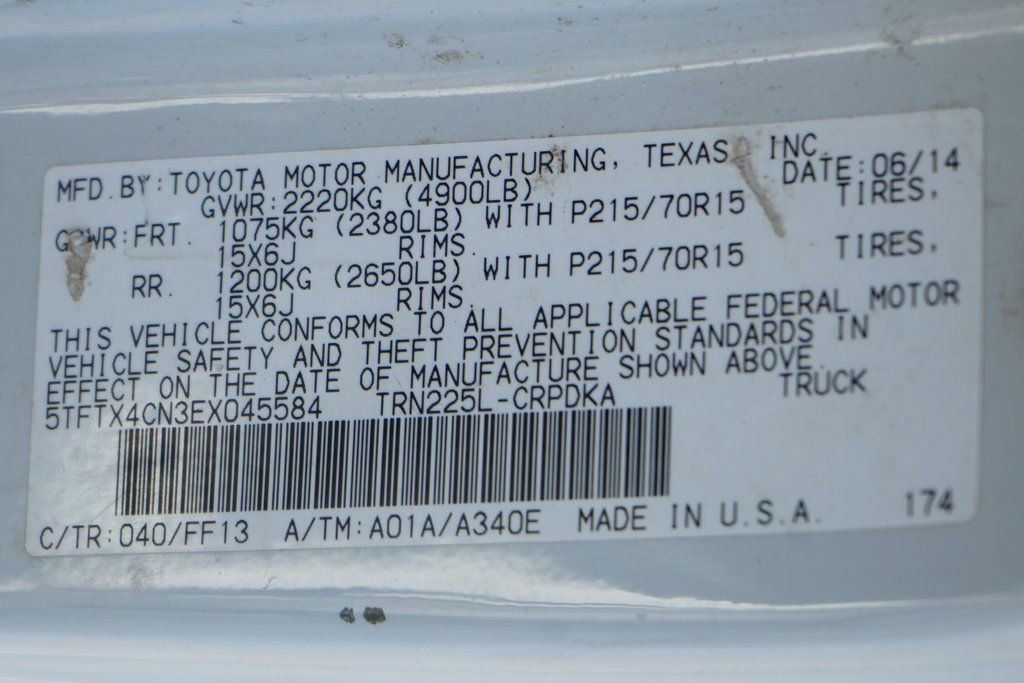 MFD. BY: TOYOTA MOTOR MANUFACTURING, TEXAS, INC.
DATE: 06/14
GVWR: 2220KG (4900LB)
GAWR: FRT. 1075KG (2380LB) WITH P215/70R15 TIRES,
15X6J RIMS.
RR. 1200KG (2650LB) WITH P215/70R15 TIRES,
15X6J RIMS.
THIS VEHICLE CONFORMS TO ALL APPLICABLE FEDERAL MOTOR
VEHICLE SAFETY AND THEFT PREVENTION STANDARDS IN
EFFECT ON THE DATE OF MANUFACTURE SHOWN ABOVE.
5TFTX4CN3EX045584 TRN225L-CRPDKA TRUCK
C/TR: 040/FF13 A/TM: A01A/A340E MADE IN U.S.A. 174